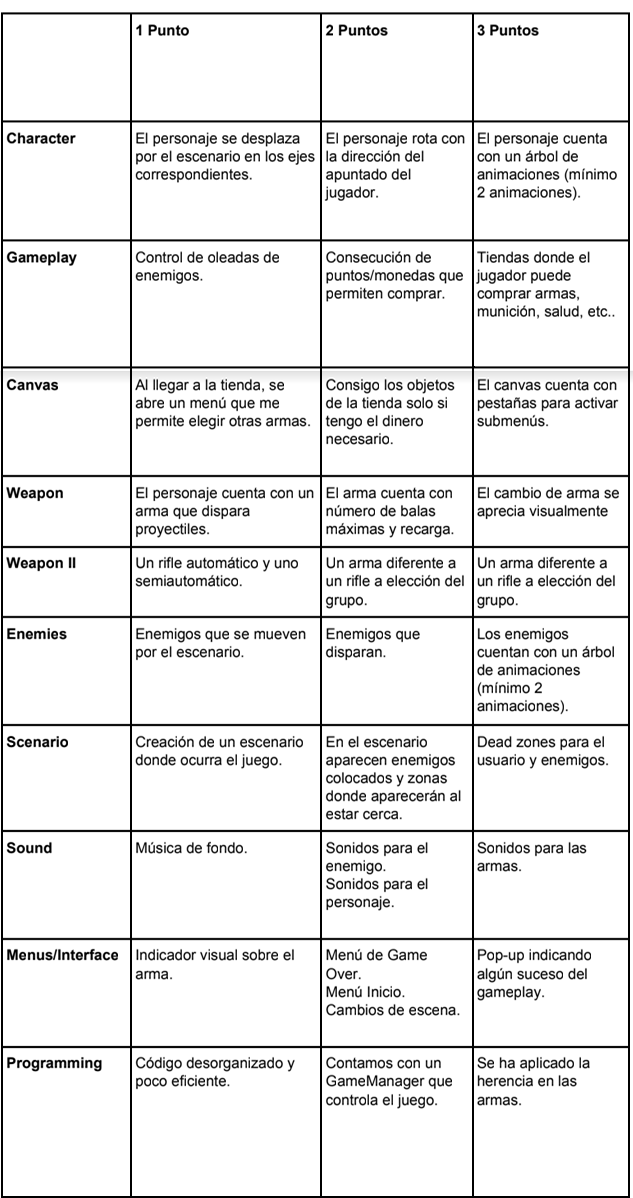 1 Punto
2 Puntos
3 Puntos
Character
El personaje se desplaza
por el escenario en los ejes
correspondientes.
El personaje rota con
la dirección del
apuntado del
jugador.
El personaje cuenta
con un árbol de
animaciones (mínimo
2 animaciones).
Gameplay
Control de oleadas de
enemigos.
Consecución de
puntos/monedas que
permiten comprar.
Tiendas donde el
jugador puede
comprar armas,
munición, salud, etc..
Canvas
Al llegar a la tienda, se
abre un menú que me
permite elegir otras armas.
Consigo los objetos
de la tienda solo si
tengo el dinero
necesario.
El canvas cuenta con
pestañas para activar
submenús.
Weapon
El personaje cuenta con un
arma que dispara
proyectiles.
El arma cuenta con
número de balas
máximas y recarga.
El cambio de arma se
aprecia visualmente
Weapon II
Un rifle automático y uno
semiautomático.
Un arma diferente a
un rifle a elección del
grupo.
Un arma diferente a
un rifle a elección del
grupo.
Enemies
Enemigos que se mueven
por el escenario.
Enemigos que
disparan.
Los enemigos
cuentan con un árbol
de animaciones
(mínimo 2
animaciones).
Scenario
Creación de un escenario
donde ocurra el juego.
En el escenario
aparecen enemigos
colocados y zonas
donde aparecerán al
estar cerca.
Dead zones para el
usuario y enemigos.
Sound
Música de fondo.
Sonidos para el
enemigo.
Sonidos para el
personaje.
Sonidos para las
armas.
Menus/Interface
Indicador visual sobre el
arma.
Menú de Game
Over.
Menú Inicio.
Cambios de escena.
Pop-up indicando
algún suceso del
gameplay.
Programming
Código desorganizado y
poco eficiente.
Contamos con un
GameManager que
controla el juego.
Se ha aplicado la
herencia en las
armas.